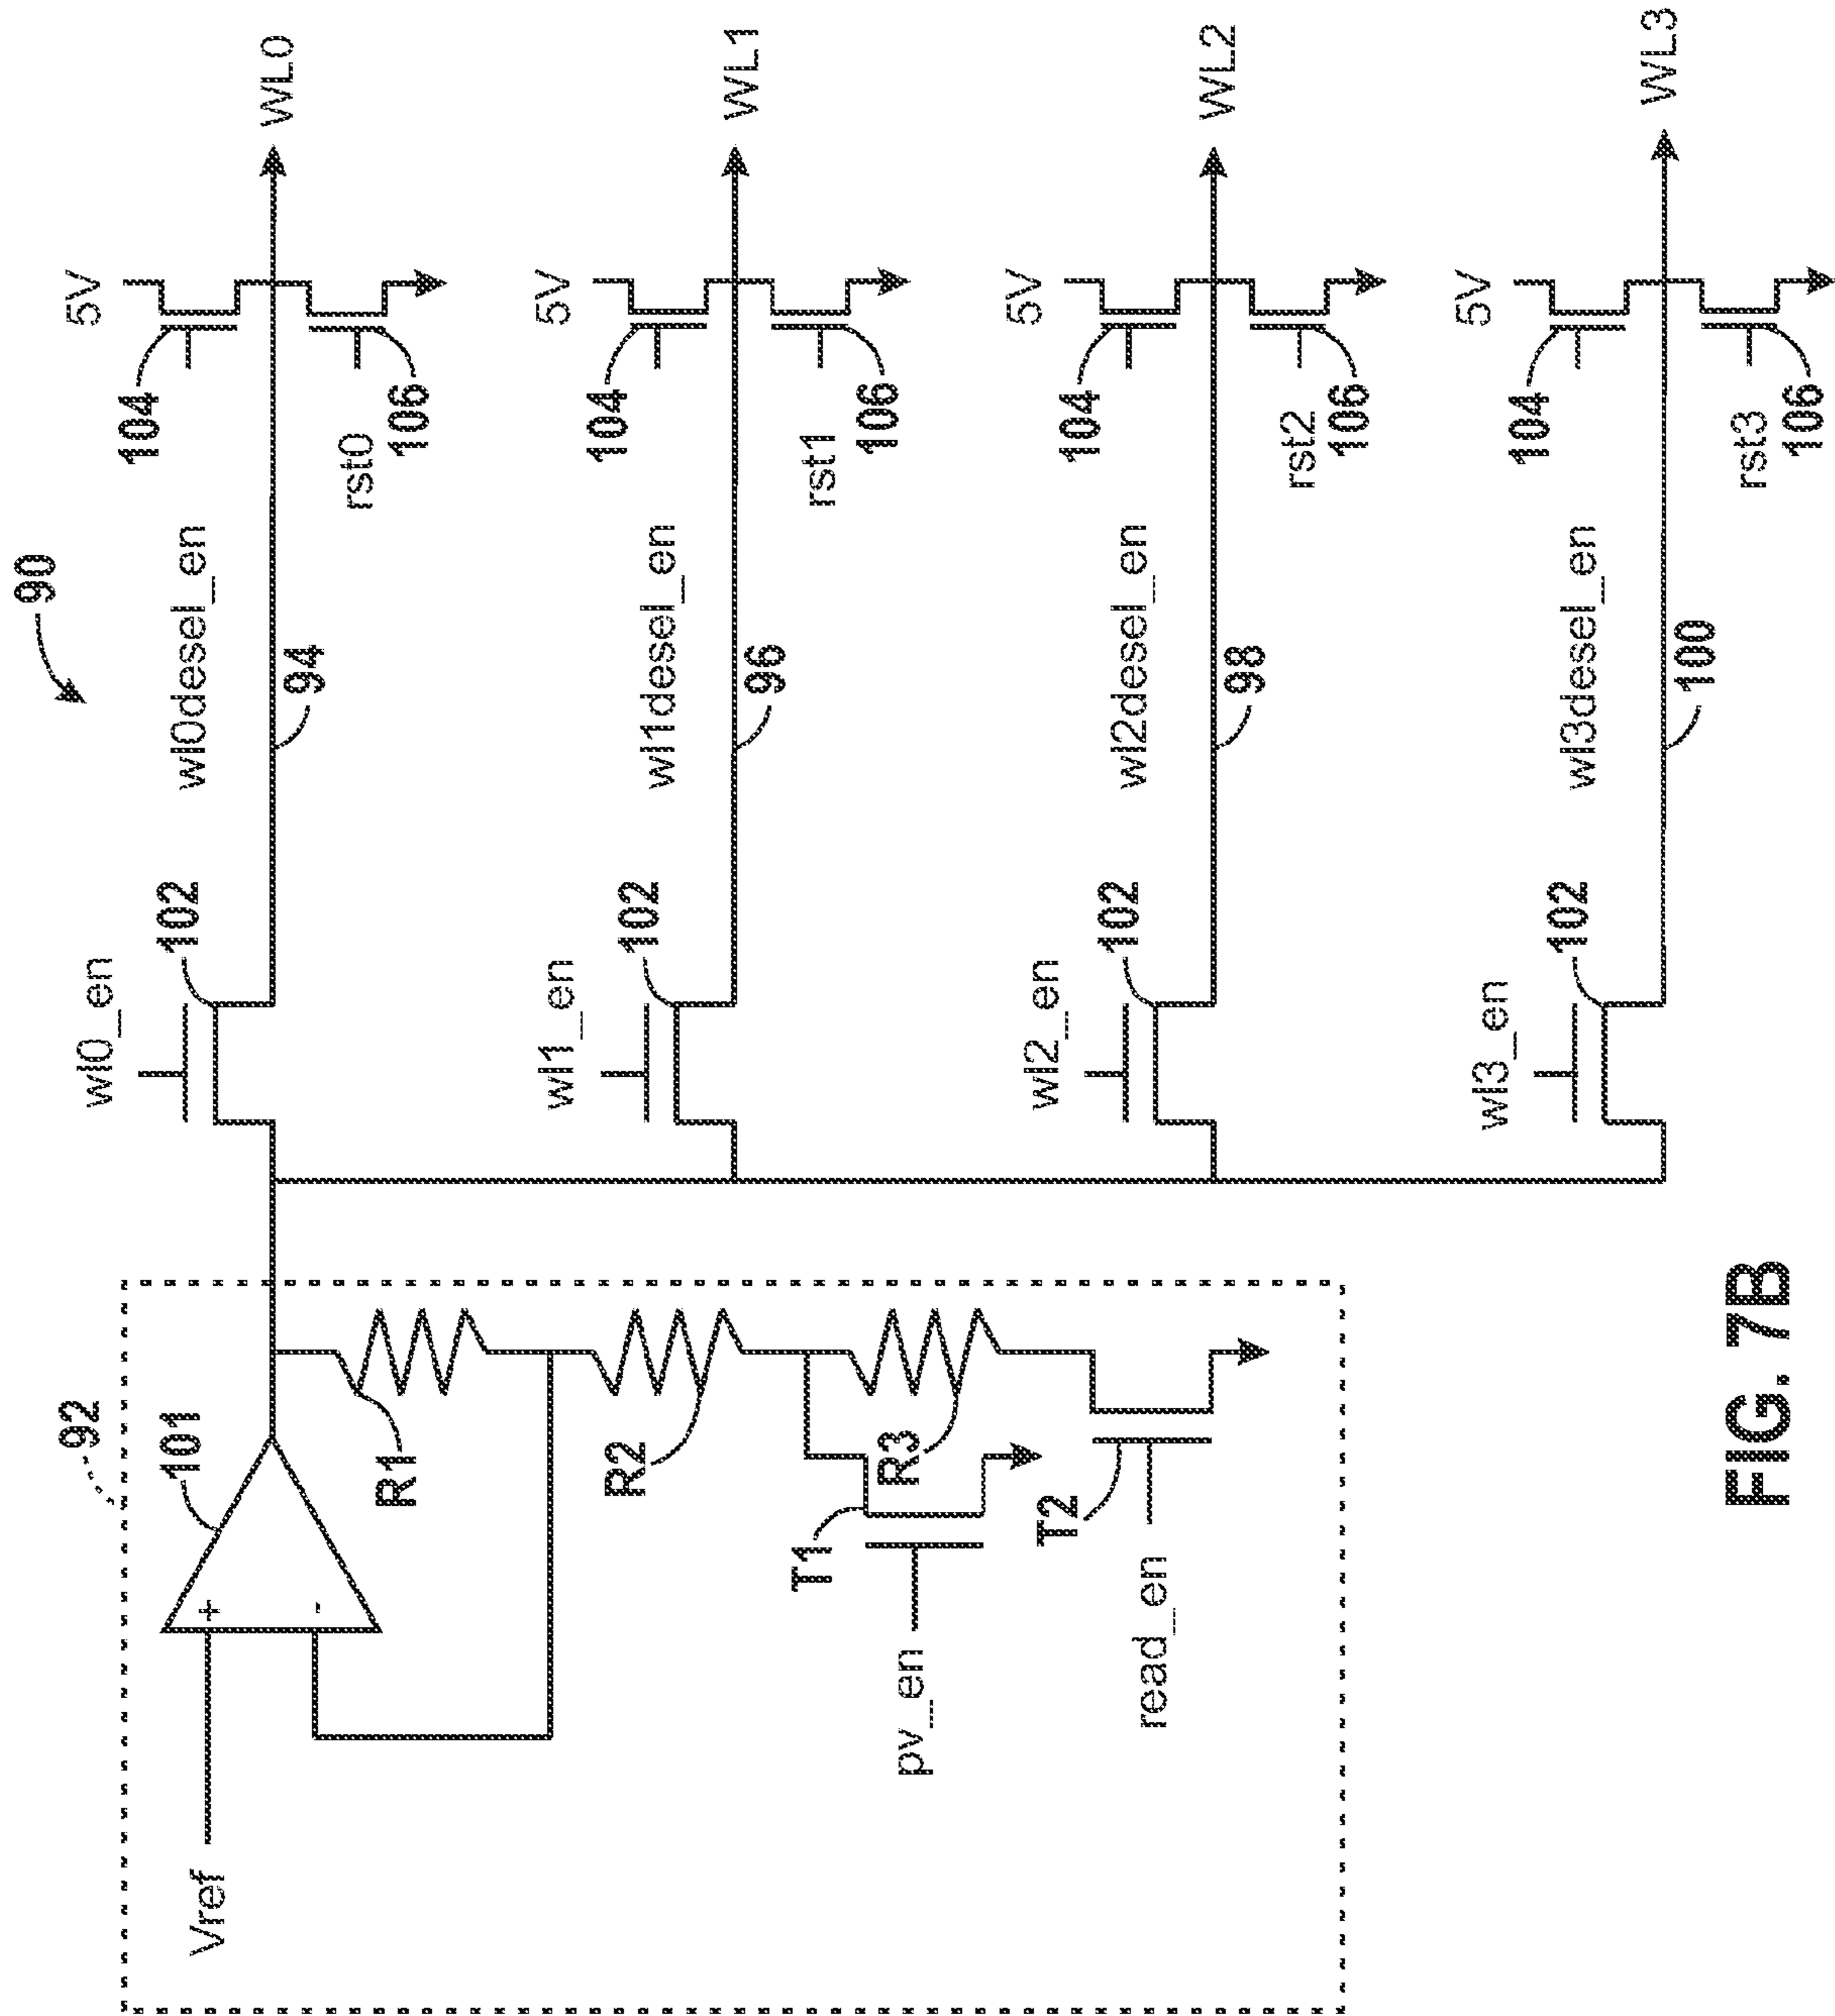 90
92
Vref
+
-
101
R1
R2
R3
T1
T2
pv_en
read_en
wl0_en
102
wl0desel_en
94
5V
104
rst0
106
WL0
wl1_en
102
wl1desel_en
96
5V
104
rst1
106
WL1
wl2_en
102
wl2desel_en
98
5V
104
rst2
106
WL2
wl3_en
102
wl3desel_en
100
5V
104
rst3
106
WL3
FIG. 7B